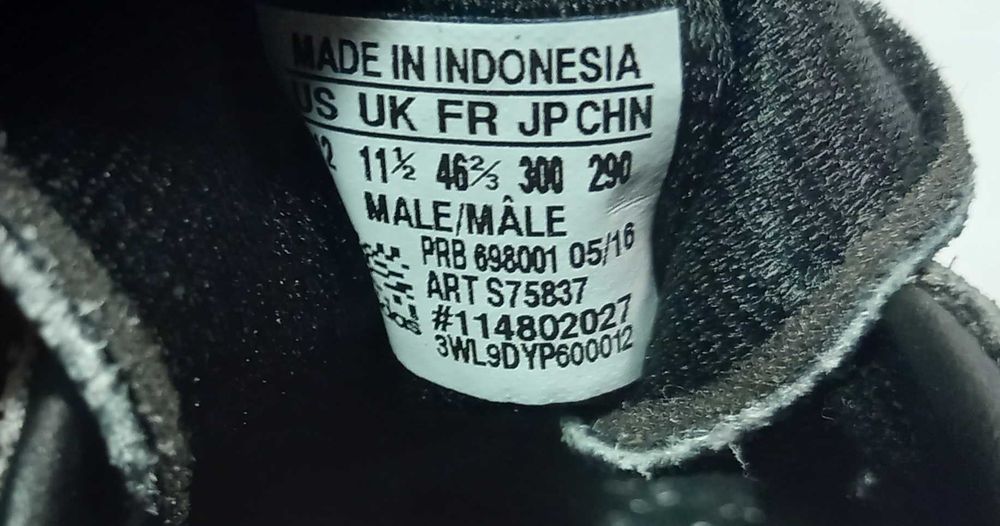 MADE IN INDONESIA
US UK FR JP CHN
11½ 46⅔ 300 290
MALE/MÂLE
PRB 698001 05/16
ART S75837
#114802027
3WL9DYP600012